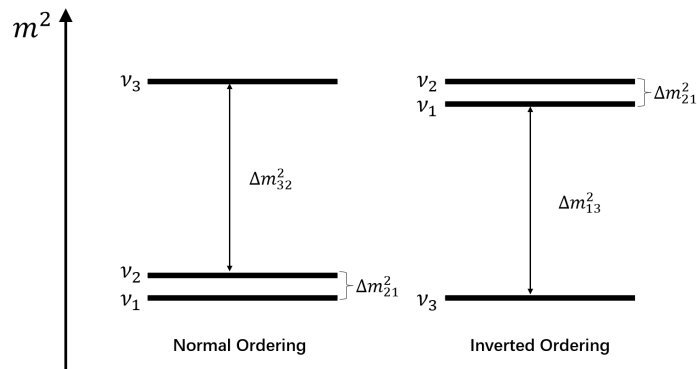 m²
ν₃
Δm²₃₂
ν₂
ν₁
Δm²₂₁
Normal Ordering
ν₂
ν₁
Δm²₂₁
Δm²₁₃
ν₃
Inverted Ordering